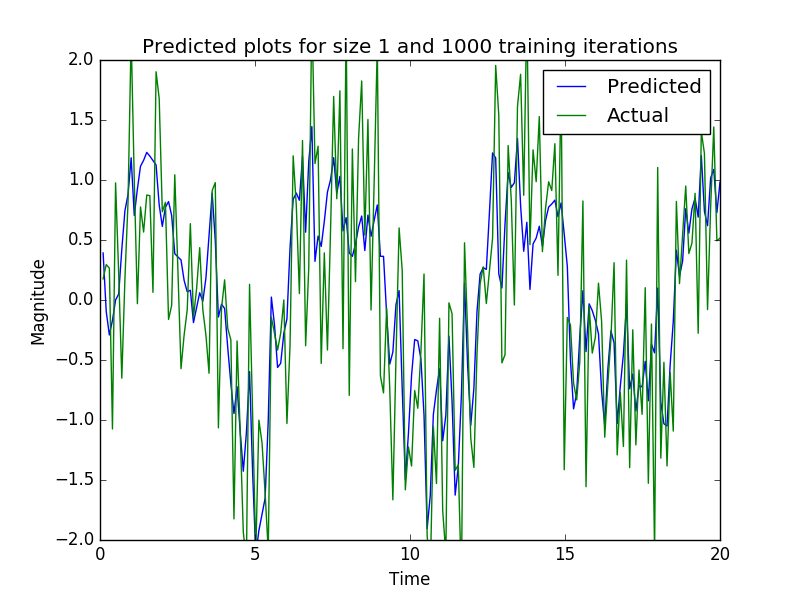 Predicted plots for size 1 and 1000 training iterations
Predicted
Actual
2.0
1.5
1.0
0.5
0.0
−0.5
−1.0
−1.5
−2.0
Magnitude
0
5
10
15
20
Time